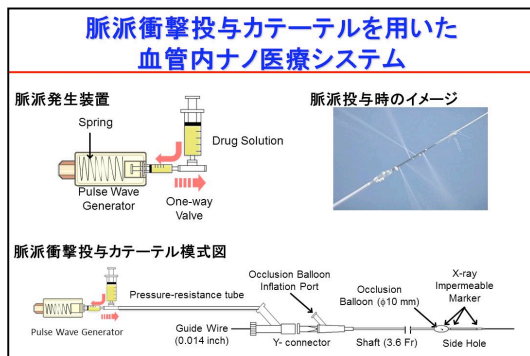 脈派衝撃投与カテーテルを用いた
血管内ナノ医療システム
脈派発生装置
脈派投与時のイメージ
Spring
Drug Solution
Pulse Wave
Generator
One-way
Valve
脈派衝撃投与カテーテル模式図
Pressure-resistance tube
Occlusion Balloon
Inflation Port
Occlusion
Balloon (φ10 mm)
X-ray
Impermeable
Marker
Pulse Wave Generator
Guide Wire
(0.014 inch)
Y- connector
Shaft (3.6 Fr)
Side Hole